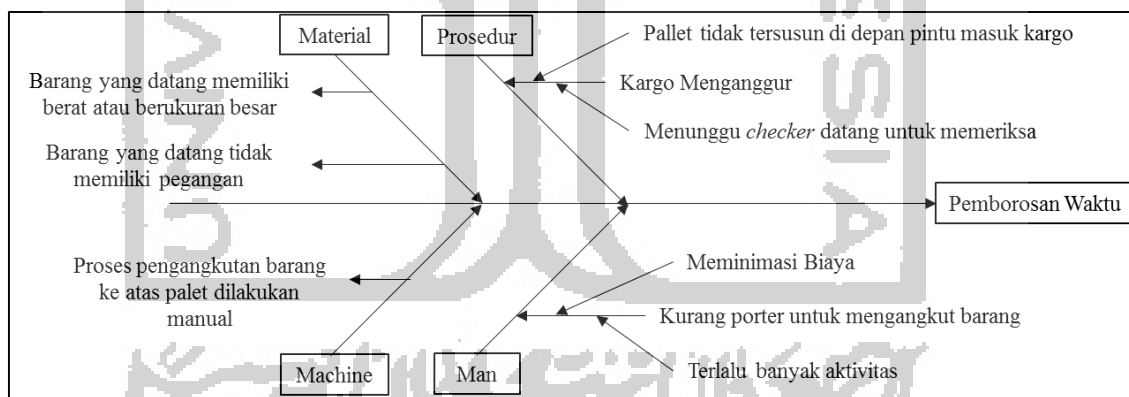 Material
Prosedur
Pallet tidak tersusun di depan pintu masuk kargo
Barang yang datang memiliki
berat atau berukuran besar
Kargo Menganggur
Menunggu checker datang untuk memeriksa
Barang yang datang tidak
memiliki pegangan
Pemborosan Waktu
Proses pengangkutan barang
ke atas palet dilakukan
manual
Meminimasi Biaya
Kurang porter untuk mengangkut barang
Terlalu banyak aktivitas
Machine
Man